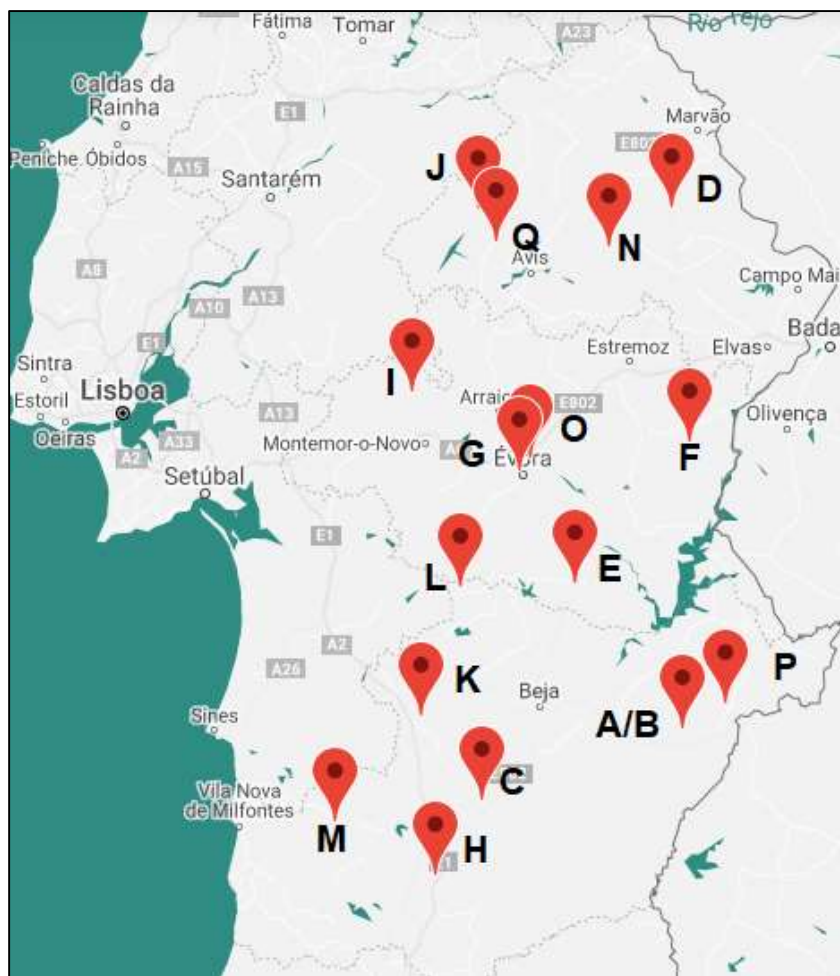 Fátima
Tomar
A23
Rio Tejo
Caldas da
Rainha
E1
Marvão
Peniche
Óbidos
A15
Santarém
J
E802
D
Q
N
Avis
A8
A13
A10
Campo Mai
E1
Bada
Sintra
Lisboa
I
Estremoz
Elvas
Estoril
Oeiras
A13
Arraio
E802
O
Olivença
A2
A33
Montemor-o-Novo
G
F
Setúbal
Évora
E1
L
E
A2
P
A26
K
Beja
A/B
Sines
C
Vila Nova
de Milfontes
M
H